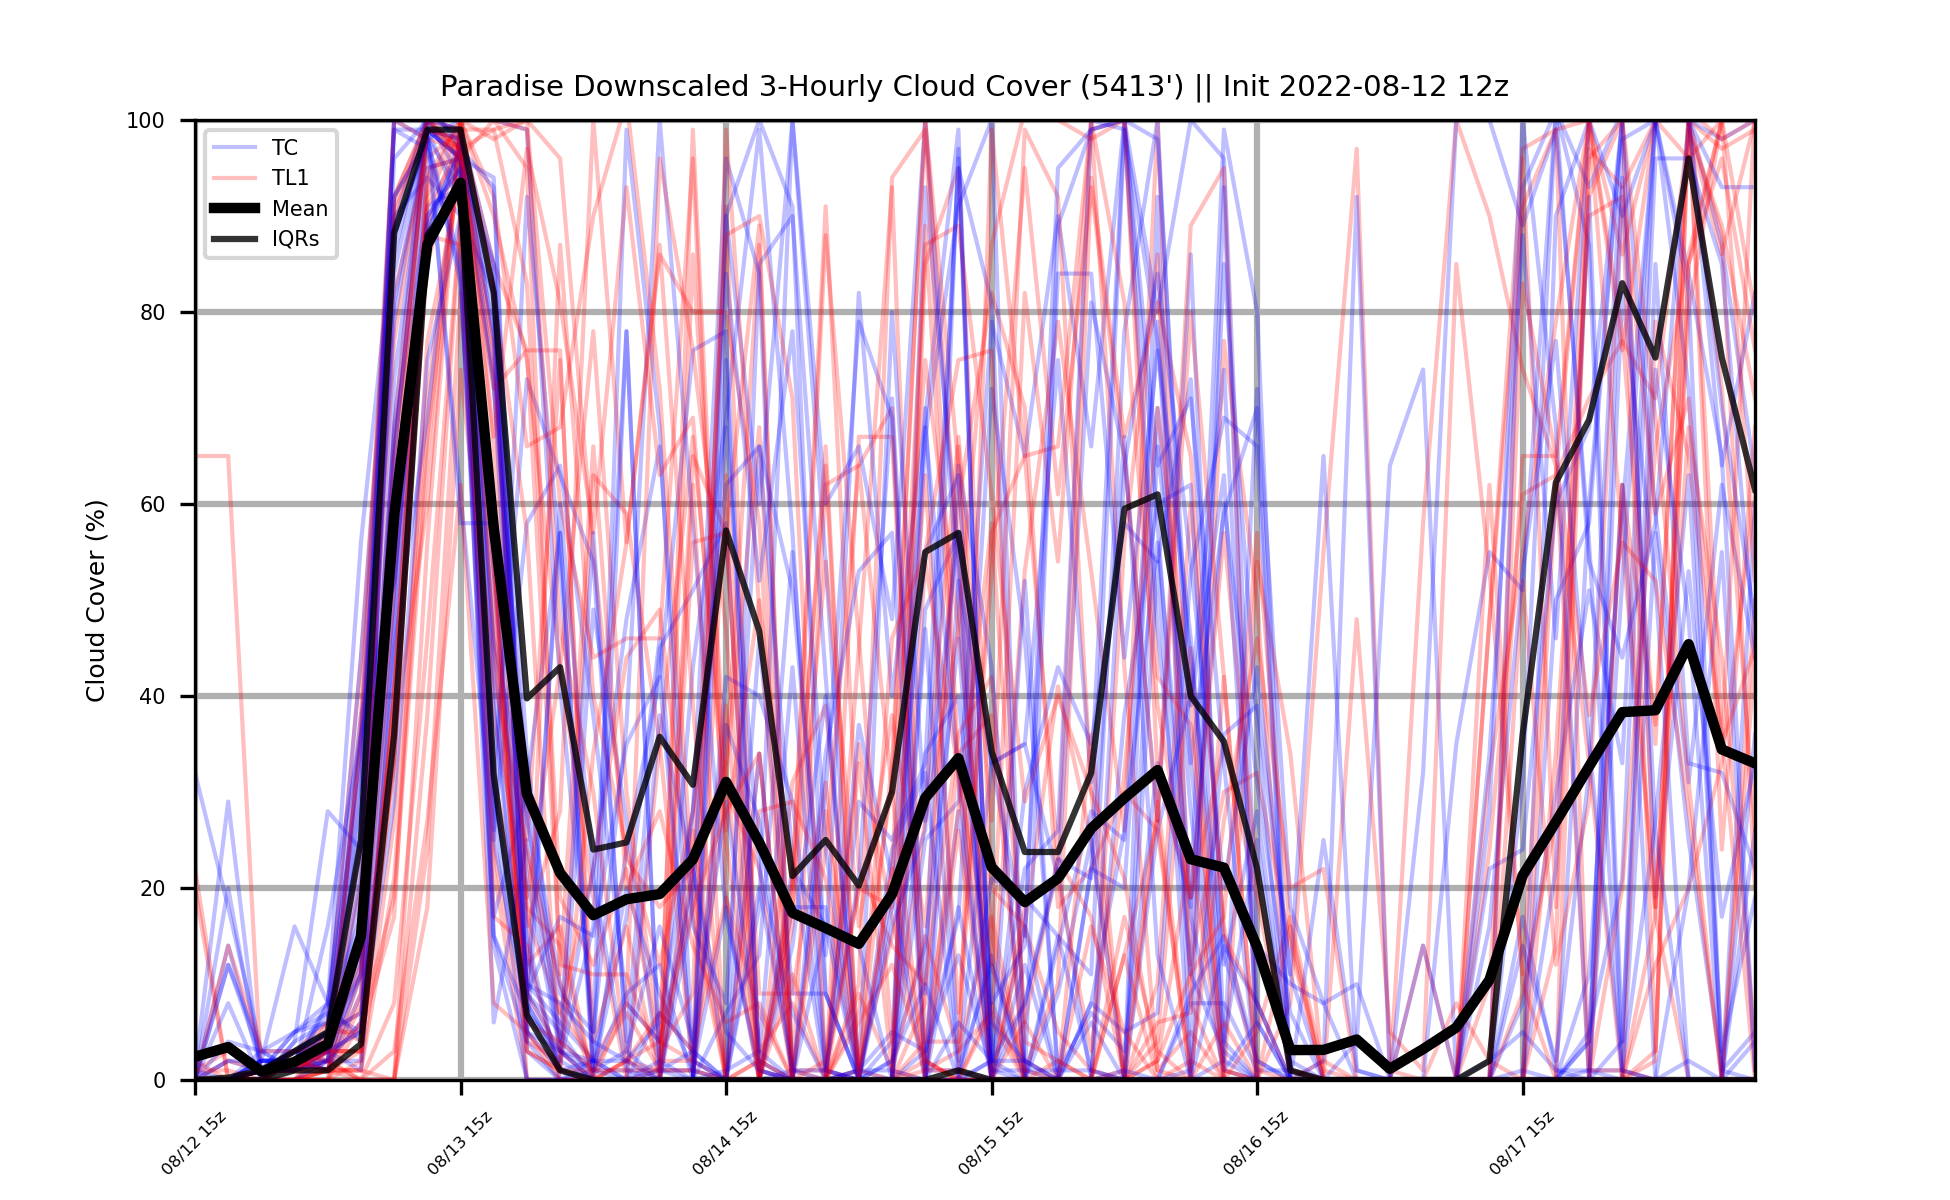 Paradise Downscaled 3-Hourly Cloud Cover (5413') || Init 2022-08-12 12z
TC
TL1
Mean
IQRs
Cloud Cover (%)
100
80
60
40
20
0
08/12 15z
08/13 15z
08/14 15z
08/15 15z
08/16 15z
08/17 15z